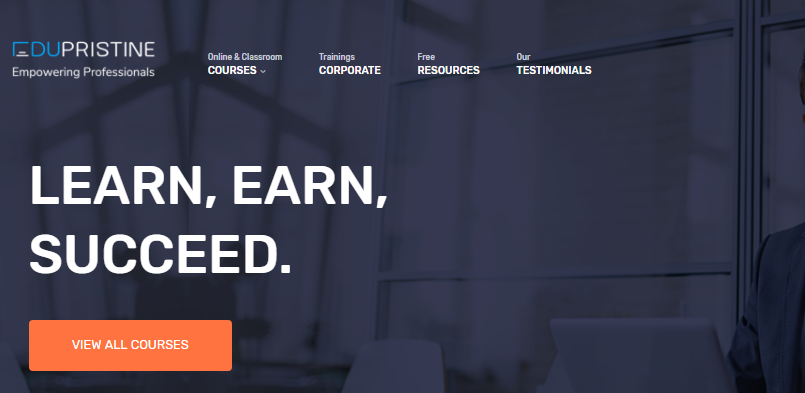 EDUPRISTINE
Empowering Professionals
Online & Classroom
COURSES
Trainings
CORPORATE
Free
RESOURCES
Our
TESTIMONIALS
LEARN, EARN,
SUCCEED.
VIEW ALL COURSES